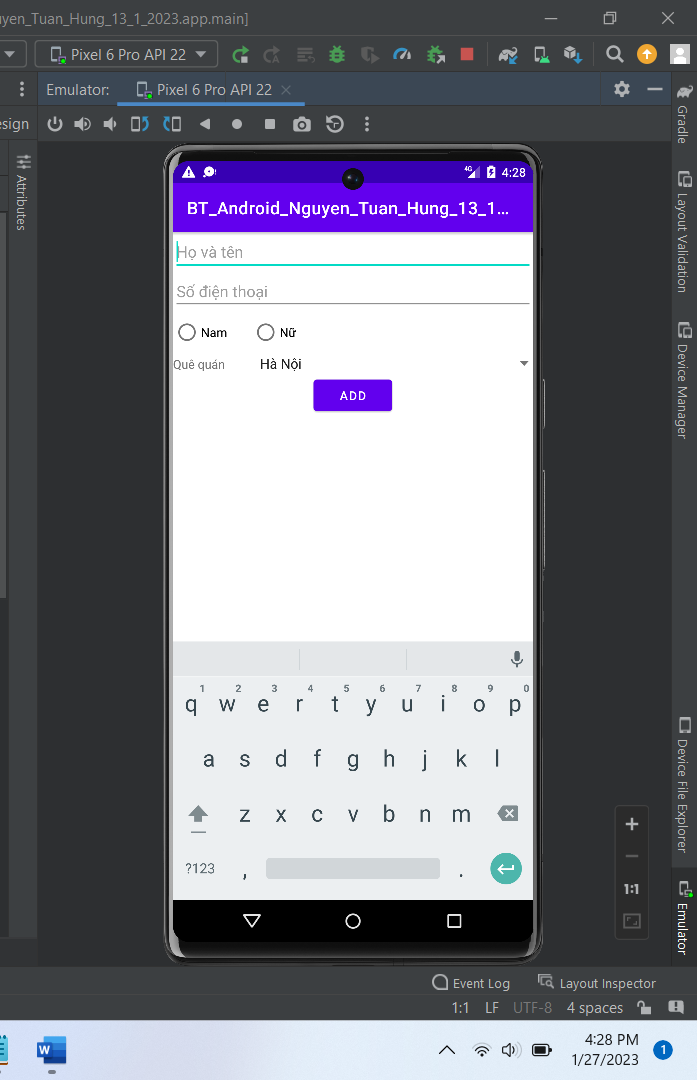 yen_Tuan_Hung_13_1_2023.app.main]
Pixel 6 Pro API 22
Emulator:
Pixel 6 Pro API 22
esign
Attributes
Gradle
Layout Validation
Device Manager
Device File Explorer
Emulator
4G
4:28
BT_Android_Nguyen_Tuan_Hung_13_1...
Họ và tên
Số điện thoại
Nam
Nữ
Quê quán
Hà Nội
ADD
1 2 3 4 5 6 7 8 9 0
q w e r t y u i o p
a s d f g h j k l
z x c v b n m
?123 , .
1:1
Event Log
Layout Inspector
1:1 LF UTF-8 4 spaces
W
4:28 PM
1/27/2023
1